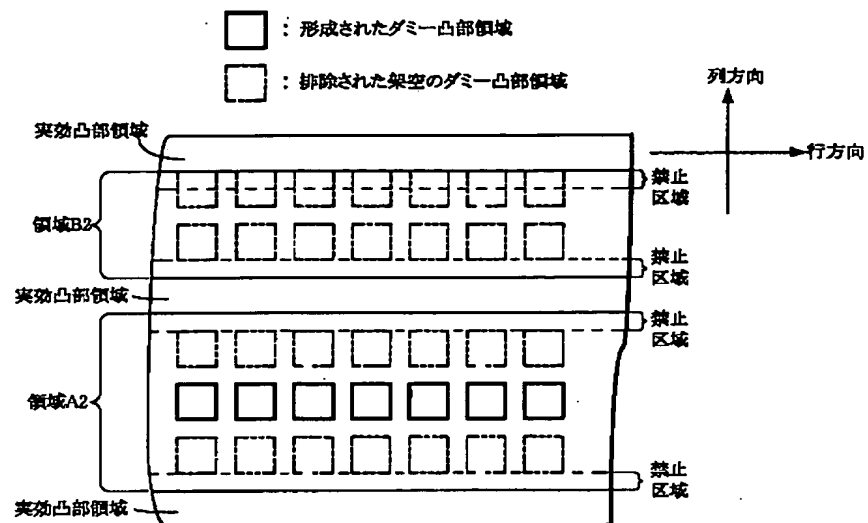 ：形成されたダミー凸部領域
：排除された架空のダミー凸部領域
列方向
行方向
実効凸部領域
禁止
区域
領域B2
禁止
区域
実効凸部領域
禁止
区域
領域A2
禁止
区域
実効凸部領域